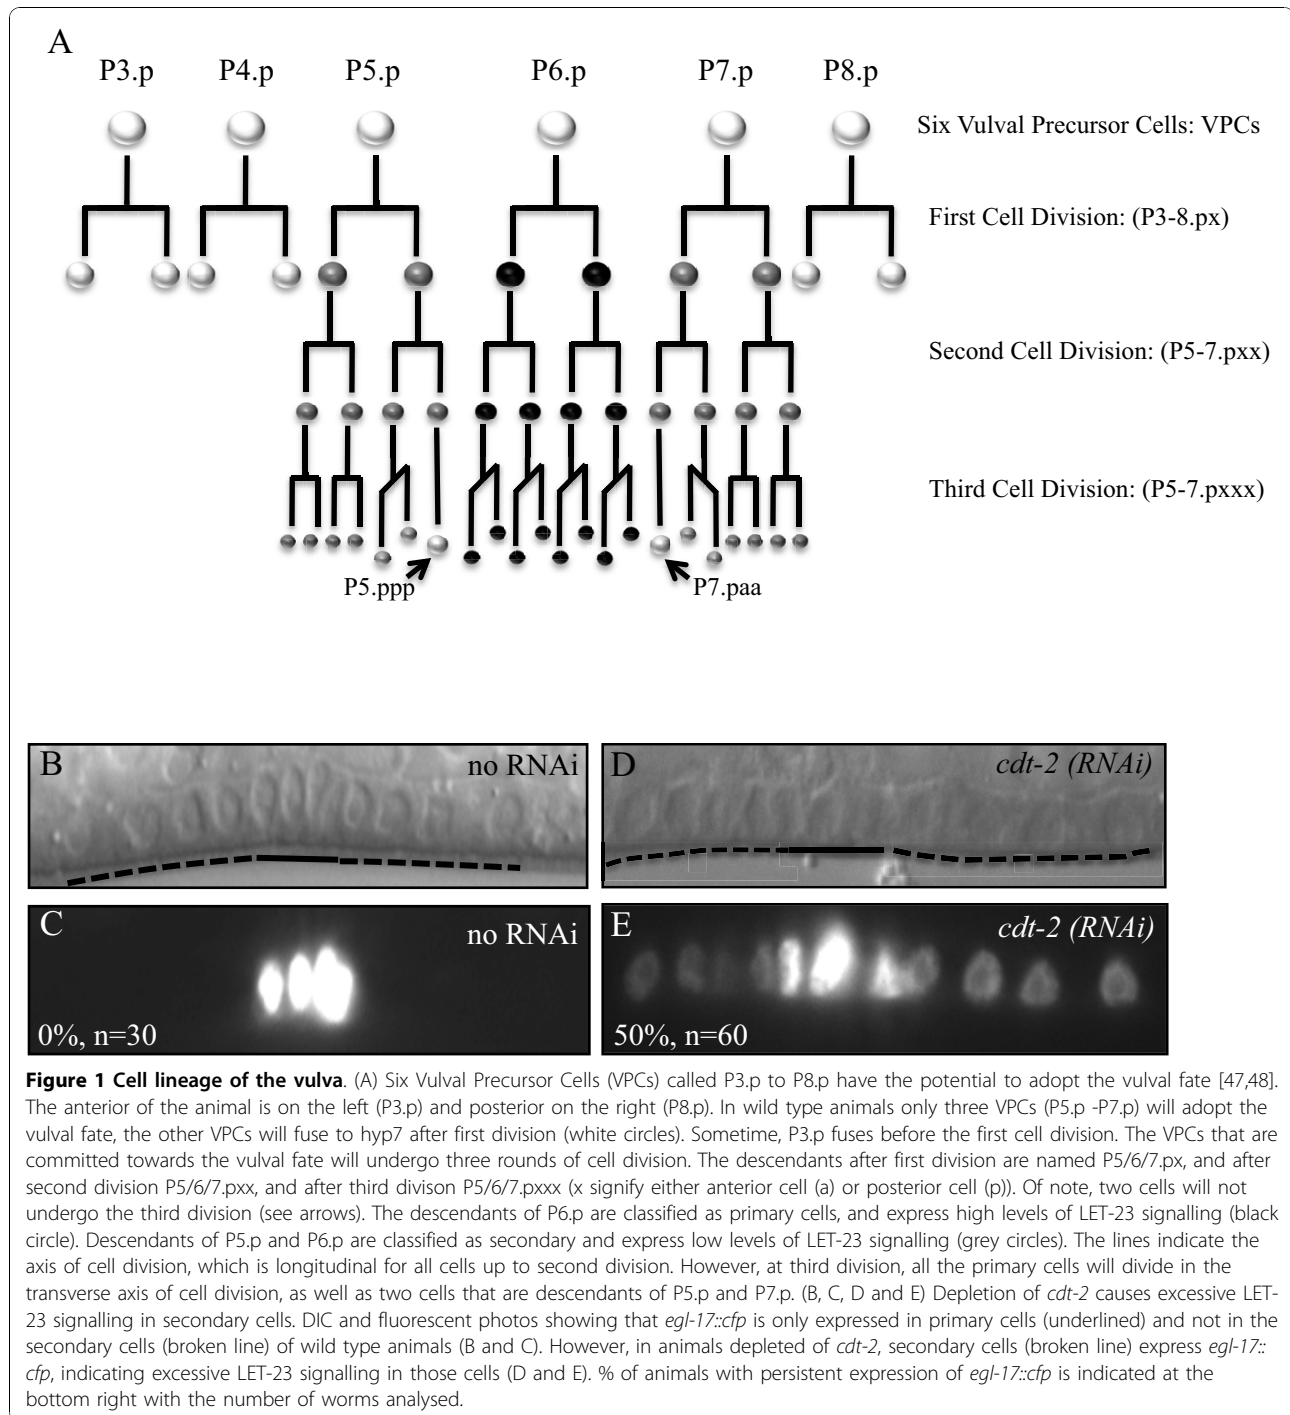 A
P3.p P4.p P5.p P6.p P7.p P8.p
Six Vulval Precursor Cells: VPCs
First Cell Division: (P3-8.px)
Second Cell Division: (P5-7.pxx)
Third Cell Division: (P5-7.pxxx)
P5.ppp P7.paa
B no RNAi
D cdt-2 (RNAi)
C no RNAi
0%, n=30
E cdt-2 (RNAi)
50%, n=60
Figure 1 Cell lineage of the vulva. (A) Six Vulval Precursor Cells (VPCs) called P3.p to P8.p have the potential to adopt the vulval fate [47,48].
The anterior of the animal is on the left (P3.p) and posterior on the right (P8.p). In wild type animals only three VPCs (P5.p -P7.p) will adopt the
vulval fate, the other VPCs will fuse to hyp7 after first division (white circles). Sometime, P3.p fuses before the first cell division. The VPCs that are
committed towards the vulval fate will undergo three rounds of cell division. The descendants after first division are named P5/6/7.px, and after
second division P5/6/7.pxx, and after third divison P5/6/7.pxxx (x signify either anterior cell (a) or posterior cell (p)). Of note, two cells will not
undergo the third division (see arrows). The descendants of P6.p are classified as primary cells, and express high levels of LET-23 signalling (black
circle). Descendants of P5.p and P6.p are classified as secondary and express low levels of LET-23 signalling (grey circles). The lines indicate the
axis of cell division, which is longitudinal for all cells up to second division. However, at third division, all the primary cells will divide in the
transverse axis of cell division, as well as two cells that are descendants of P5.p and P7.p. (B, C, D and E) Depletion of cdt-2 causes excessive LET-
23 signalling in secondary cells. DIC and fluorescent photos showing that egl-17::cfp is only expressed in primary cells (underlined) and not in the
secondary cells (broken line) of wild type animals (B and C). However, in animals depleted of cdt-2, secondary cells (broken line) express egl-17::
cfp, indicating excessive LET-23 signalling in those cells (D and E). % of animals with persistent expression of egl-17::cfp is indicated at the
bottom right with the number of worms analysed.